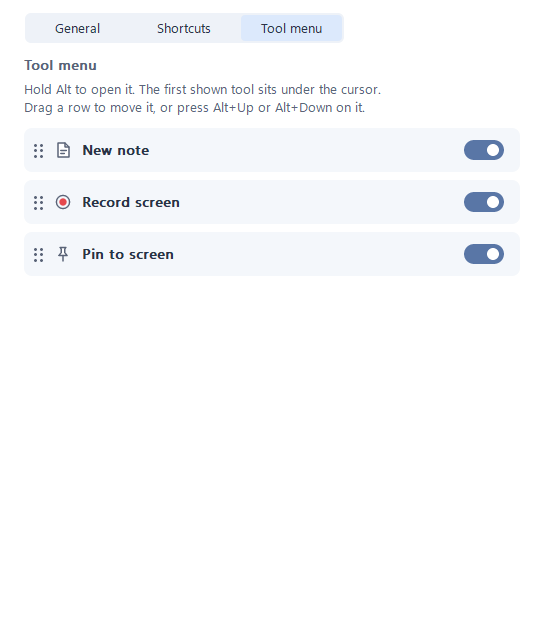 General
Shortcuts
Tool menu
Tool menu
Hold Alt to open it. The first shown tool sits under the cursor.
Drag a row to move it, or press Alt+Up or Alt+Down on it.
New note
Record screen
Pin to screen